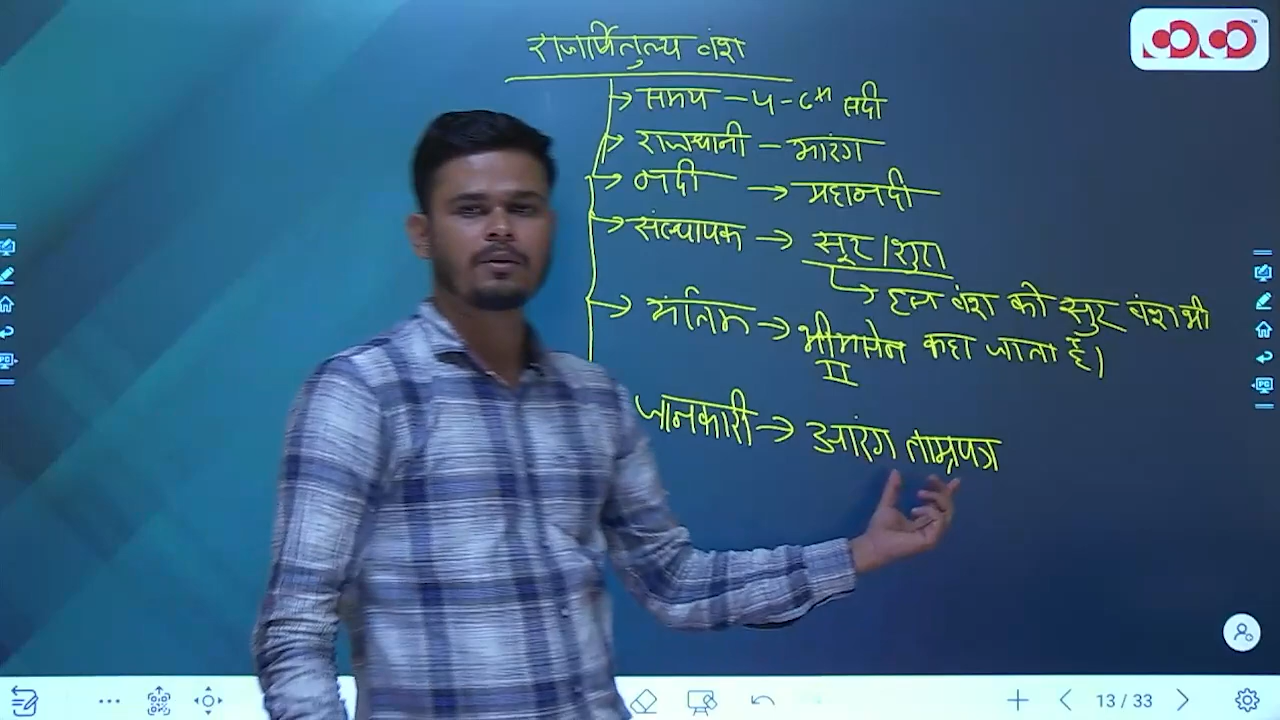 राजर्षितुल्य वंश
→ समय – 5-6th सदी
→ राजधानी – आरंग
→ नदी → महानदी
→ संस्थापक → सूर / शूरा
→ इस वंश को सूर वंश भी
→ अंतिम → भीमसेन II कहा जाता है।
जानकारी → आरंग ताम्रपत्र
13 / 33